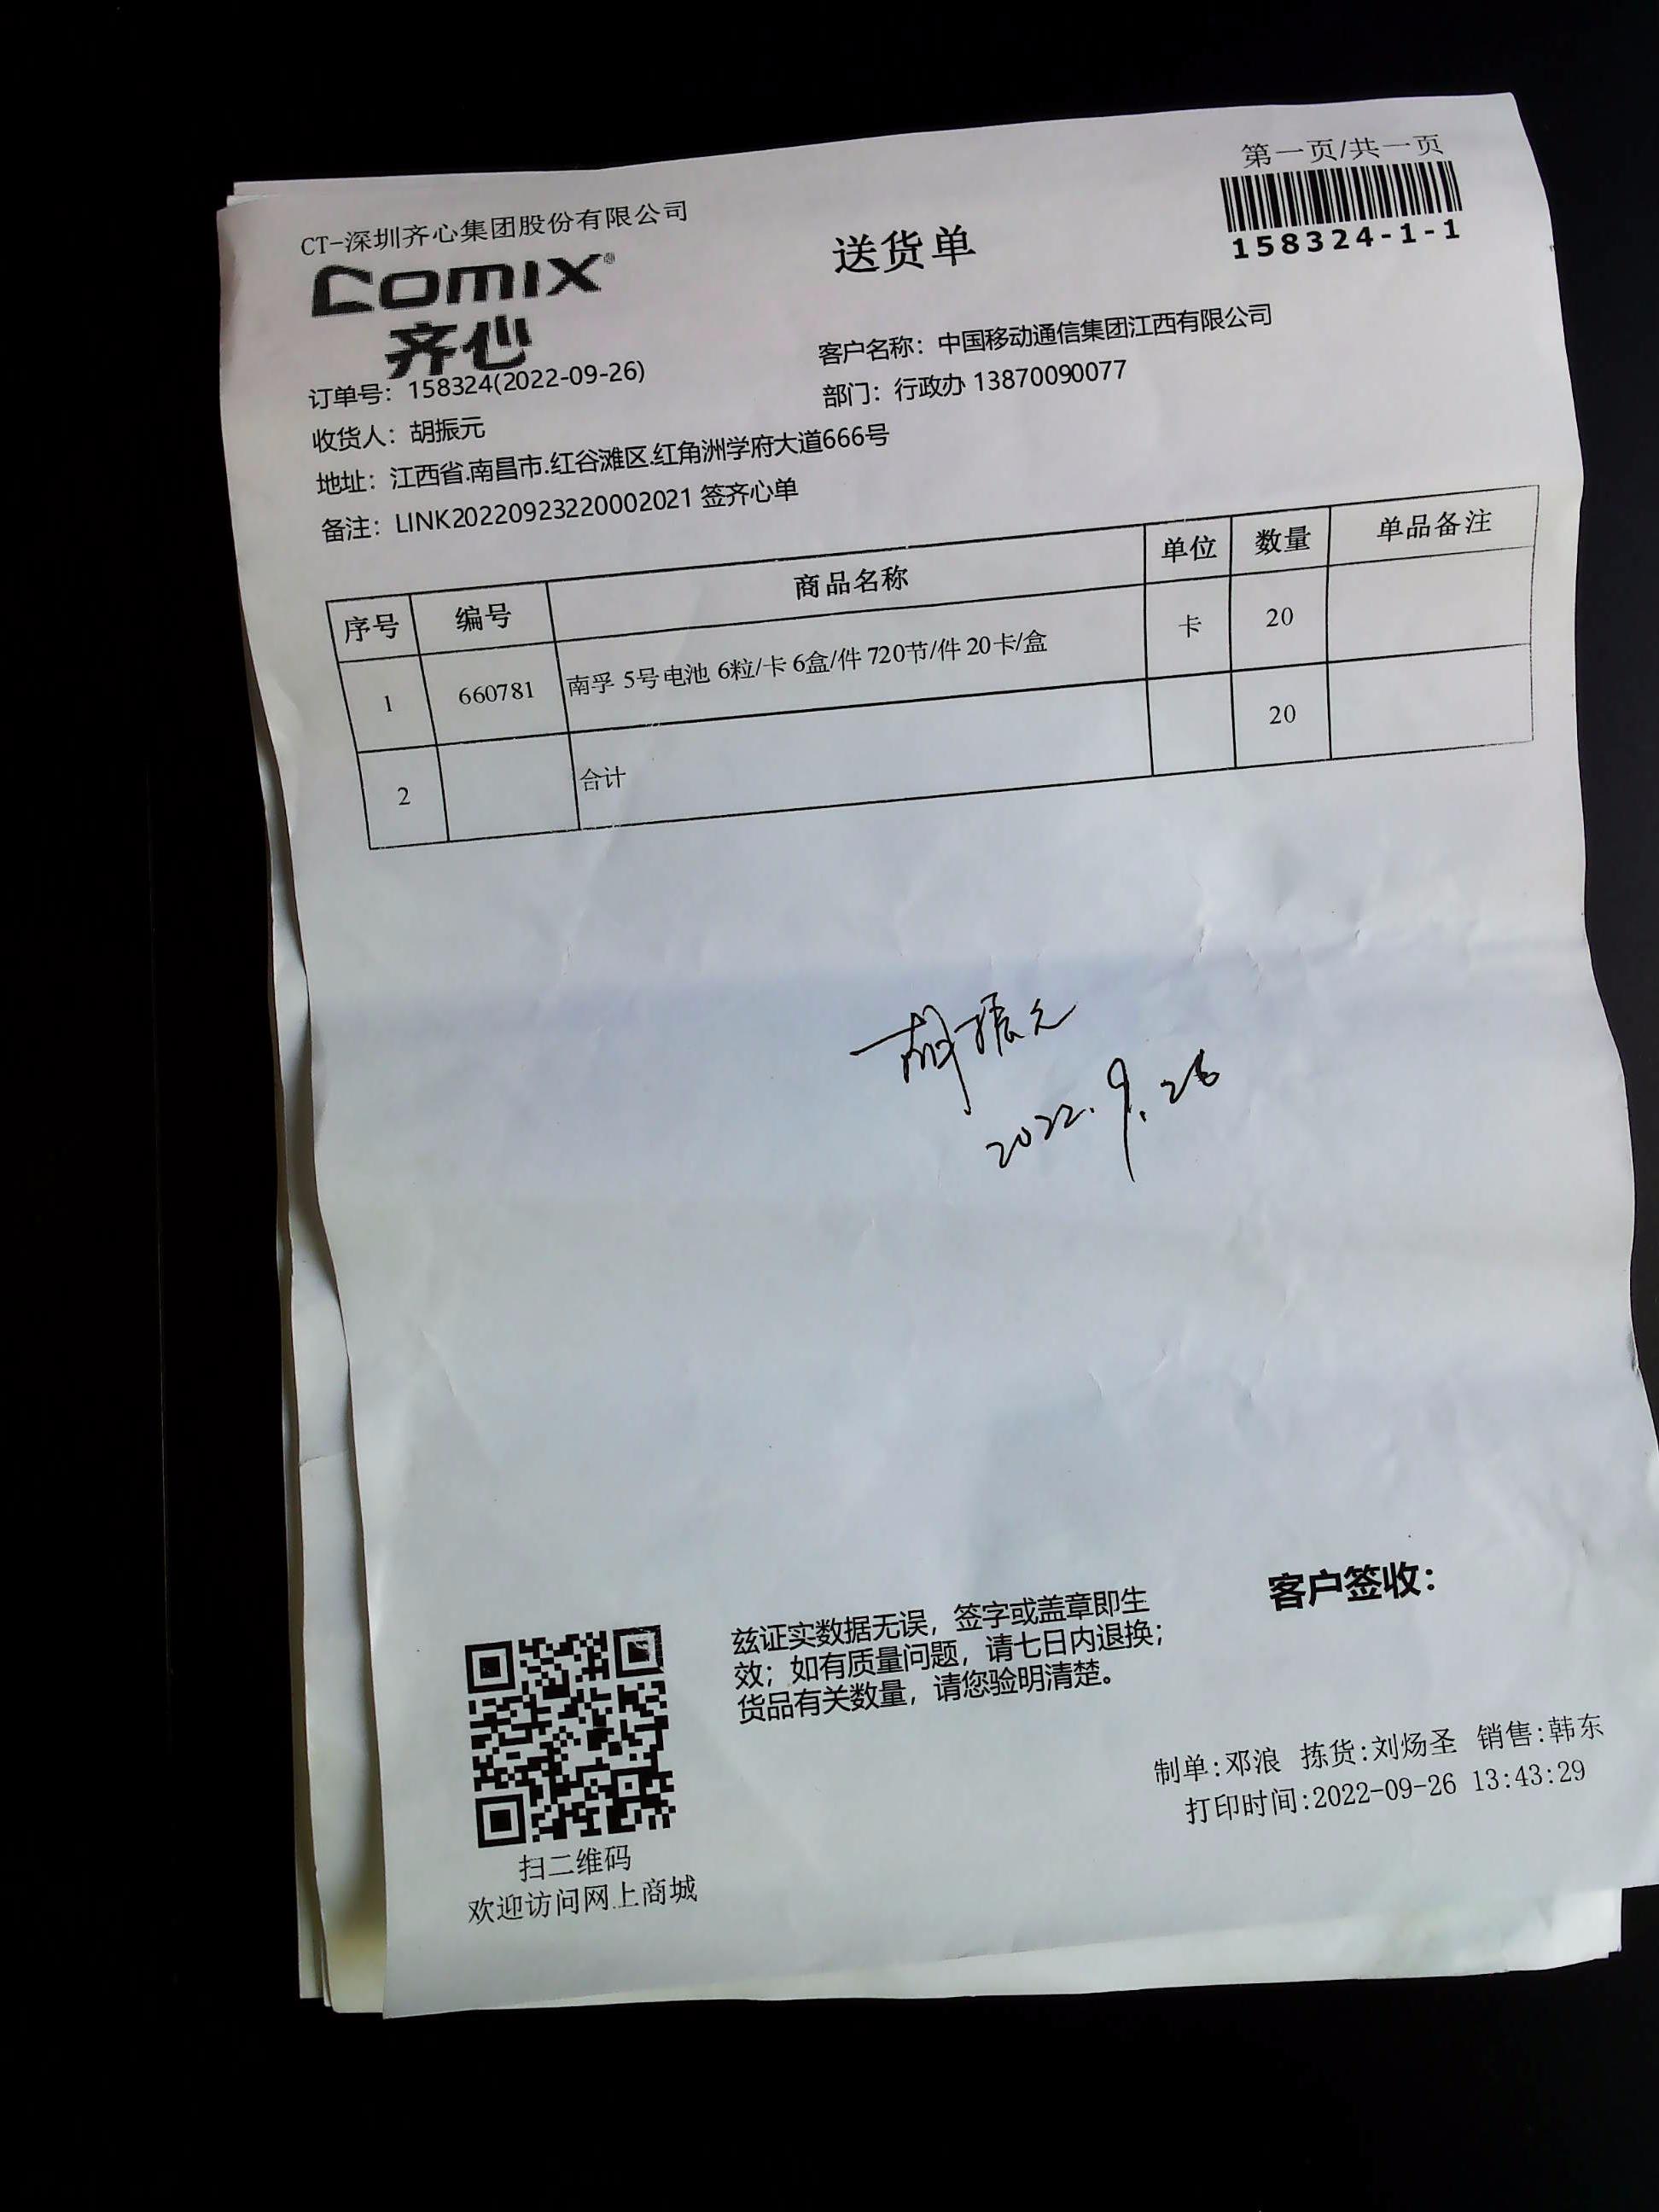 第一页/共一页
CT-深圳齐心集团股份有限公司
COMIX®
齐心
送货单
158324-1-1
订单号：158324(2022-09-26)
客户名称：中国移动通信集团江西有限公司
收货人：胡振元
部门：行政办 13870090077
地址：江西省.南昌市.红谷滩区.红角洲学府大道666号
备注：LINK20220923220002021 签齐心单
序号 编号 商品名称 单位 数量 单品备注
1 660781 南孚 5号电池 6粒/卡 6盒/件 720节/件 20卡/盒 卡 20
2 合计 20
胡振元
2022.9.26
客户签收：
兹证实数据无误，签字或盖章即生
效；如有质量问题，请七日内退换；
货品有关数量，请您验明清楚。
制单:邓浪 拣货:刘炀圣 销售:韩东
打印时间:2022-09-26 13:43:29
扫二维码
欢迎访问网上商城